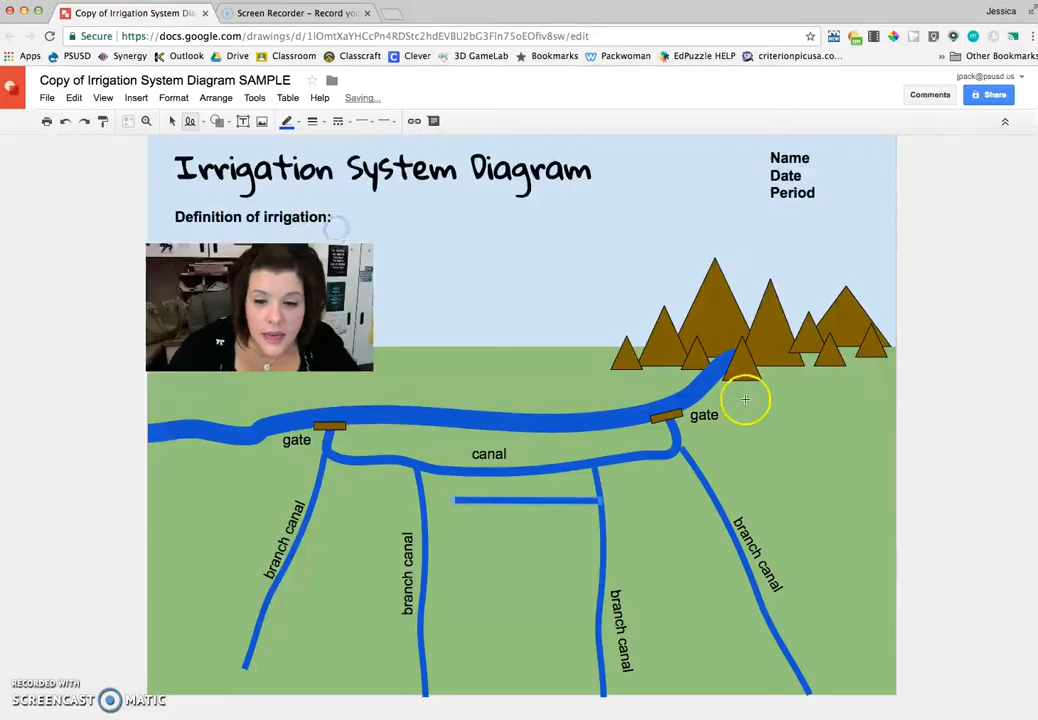 Copy of Irrigation System Dia
Screen Recorder – Record yo
Jessica
Secure
https://docs.google.com/drawings/d/1IOmtXaYHCcPn4RDStc2hdEVBU2bG3Fln75oEOfiv8sw/edit
Apps
PSUSD
Synergy
Outlook
Drive
Classroom
Classcraft
Clever
3D GameLab
Bookmarks
Packwoman
EdPuzzle HELP
criterionpicusa.co...
Other Bookmarks
Copy of Irrigation System Diagram SAMPLE
jpack@psusd.us
File Edit View Insert Format Arrange Tools Table Help Saving...
Comments
Share
Irrigation System Diagram
Name
Date
Period
Definition of irrigation:
gate
gate
canal
branch canal
branch canal
branch canal
branch canal
RECORDED WITH
SCREENCAST MATIC